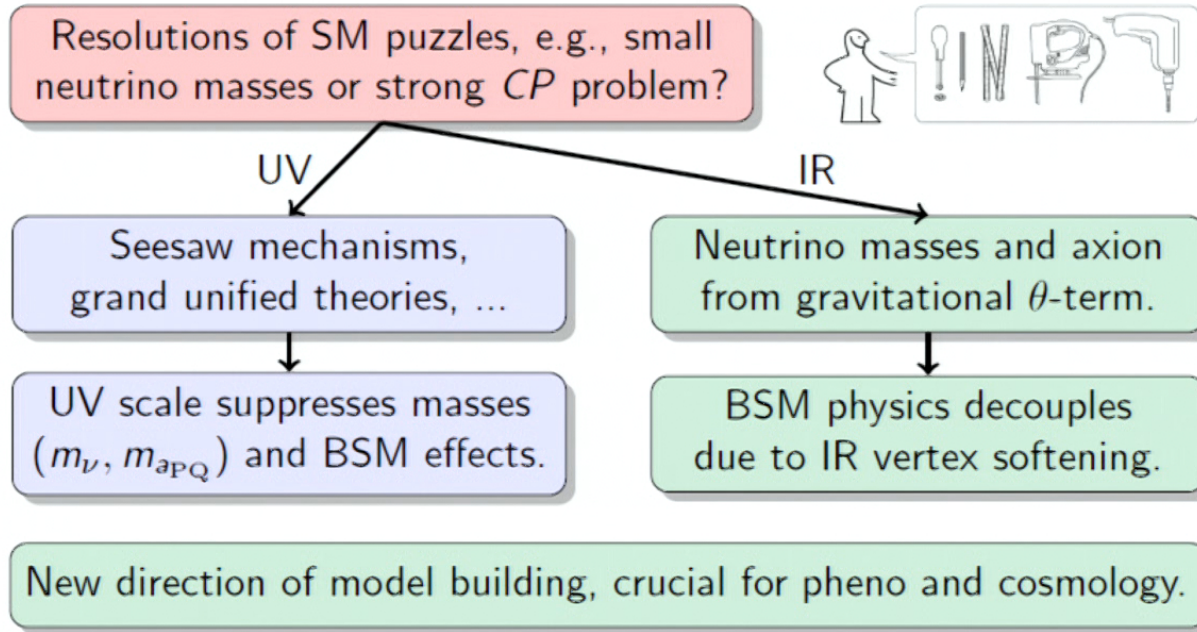 Resolutions of SM puzzles, e.g., small
neutrino masses or strong CP problem?
UV
IR
Seesaw mechanisms,
grand unified theories, ...
Neutrino masses and axion
from gravitational θ-term.
UV scale suppresses masses
(mν, maPQ) and BSM effects.
BSM physics decouples
due to IR vertex softening.
New direction of model building, crucial for pheno and cosmology.